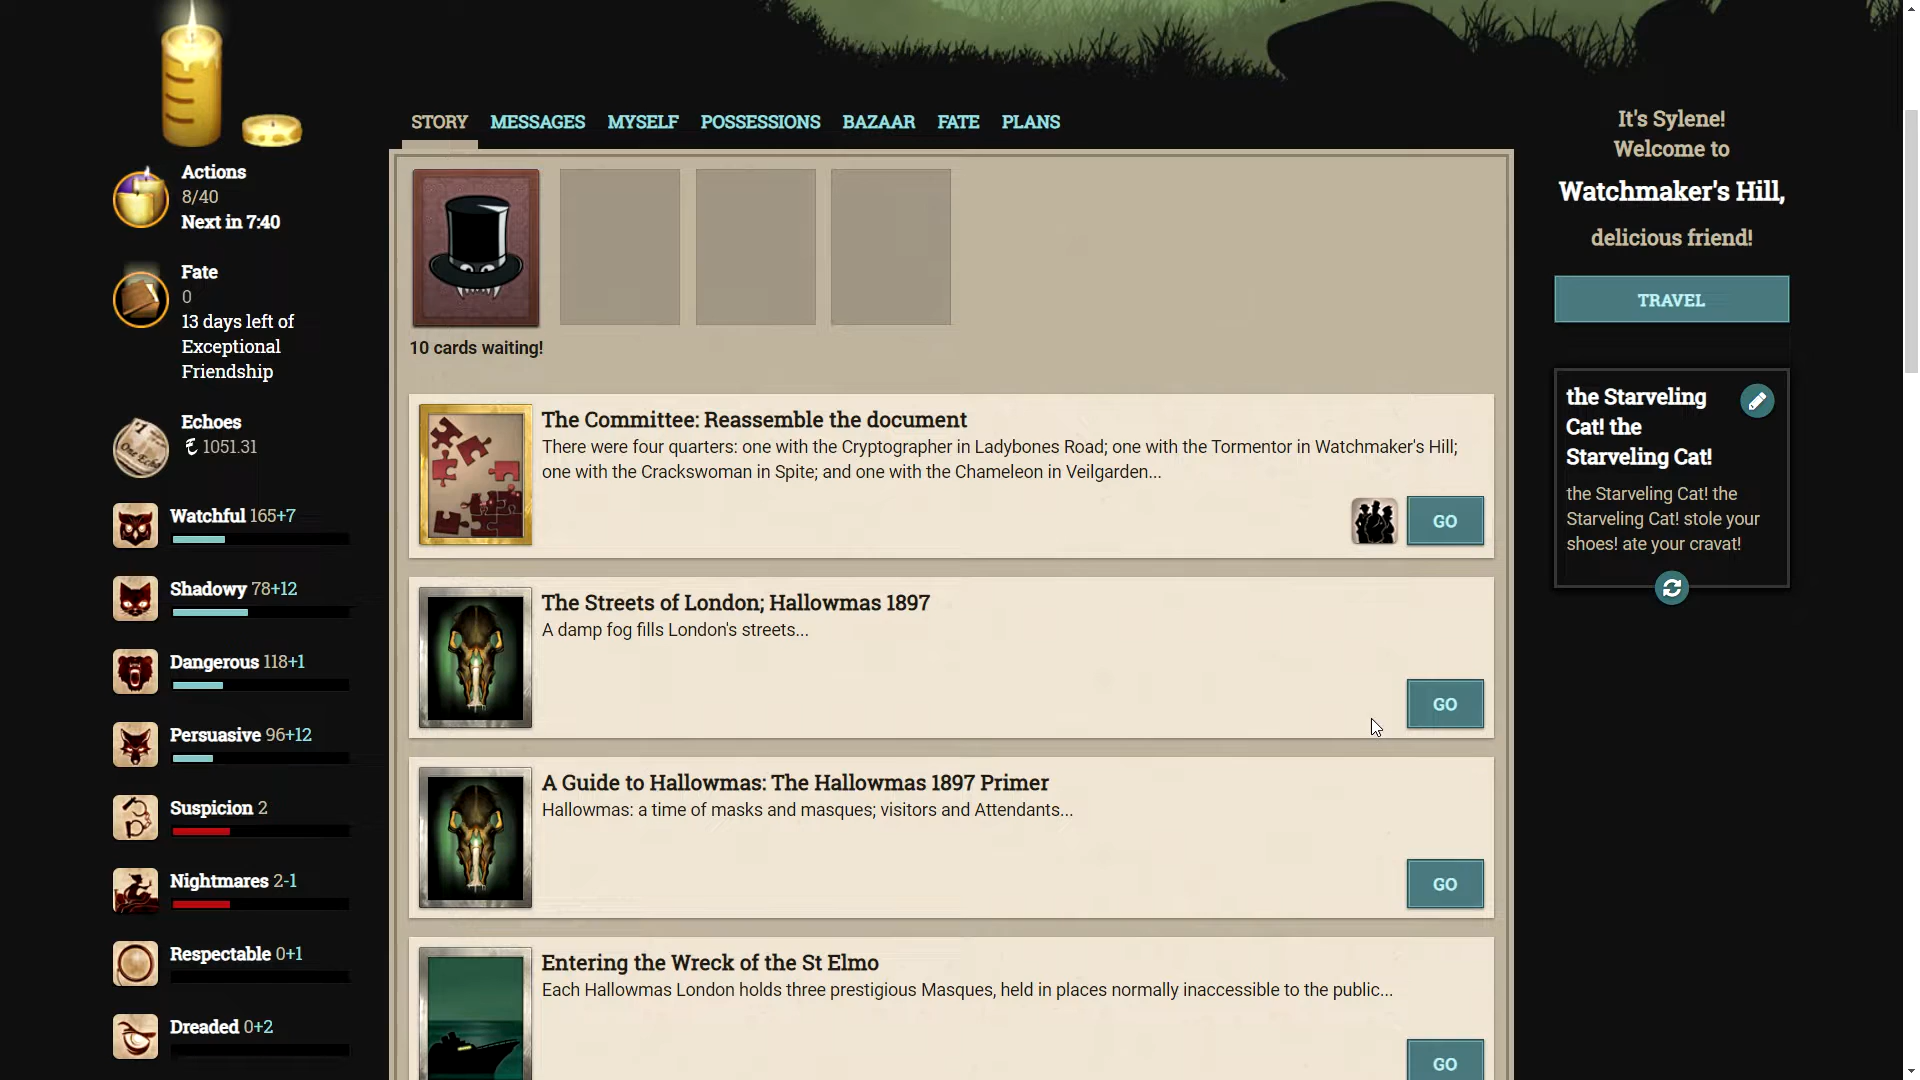 STORY MESSAGES MYSELF POSSESSIONS BAZAAR FATE PLANS
Actions
8/40
Next in 7:40
Fate
0
13 days left of
Exceptional
Friendship
Echoes
1051.31
Watchful 165+7
Shadowy 78+12
Dangerous 118+1
Persuasive 96+12
Suspicion 2
Nightmares 2-1
Respectable 0+1
Dreaded 0+2
10 cards waiting!
The Committee: Reassemble the document
There were four quarters: one with the Cryptographer in Ladybones Road; one with the Tormentor in Watchmaker's Hill;
one with the Crackswoman in Spite; and one with the Chameleon in Veilgarden...
GO
The Streets of London; Hallowmas 1897
A damp fog fills London's streets...
GO
A Guide to Hallowmas: The Hallowmas 1897 Primer
Hallowmas: a time of masks and masques; visitors and Attendants...
GO
Entering the Wreck of the St Elmo
Each Hallowmas London holds three prestigious Masques, held in places normally inaccessible to the public...
GO
It's Sylene!
Welcome to
Watchmaker's Hill,
delicious friend!
TRAVEL
the Starveling
Cat! the
Starveling Cat!
the Starveling Cat! the
Starveling Cat! stole your
shoes! ate your cravat!